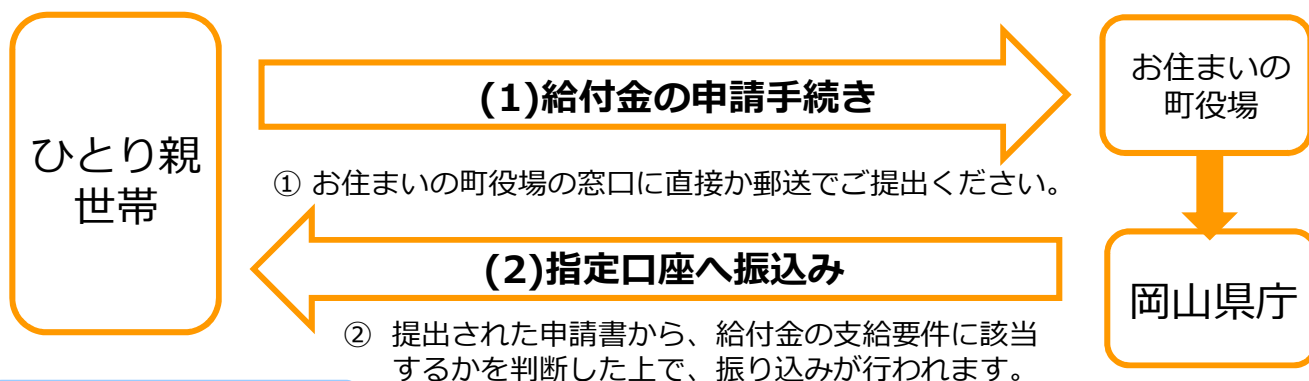 ひとり親
世帯
(1)給付金の申請手続き
お住まいの
町役場
① お住まいの町役場の窓口に直接か郵送でご提出ください。
(2)指定口座へ振込み
岡山県庁
② 提出された申請書から、給付金の支給要件に該当
するかを判断した上で、振り込みが行われます。